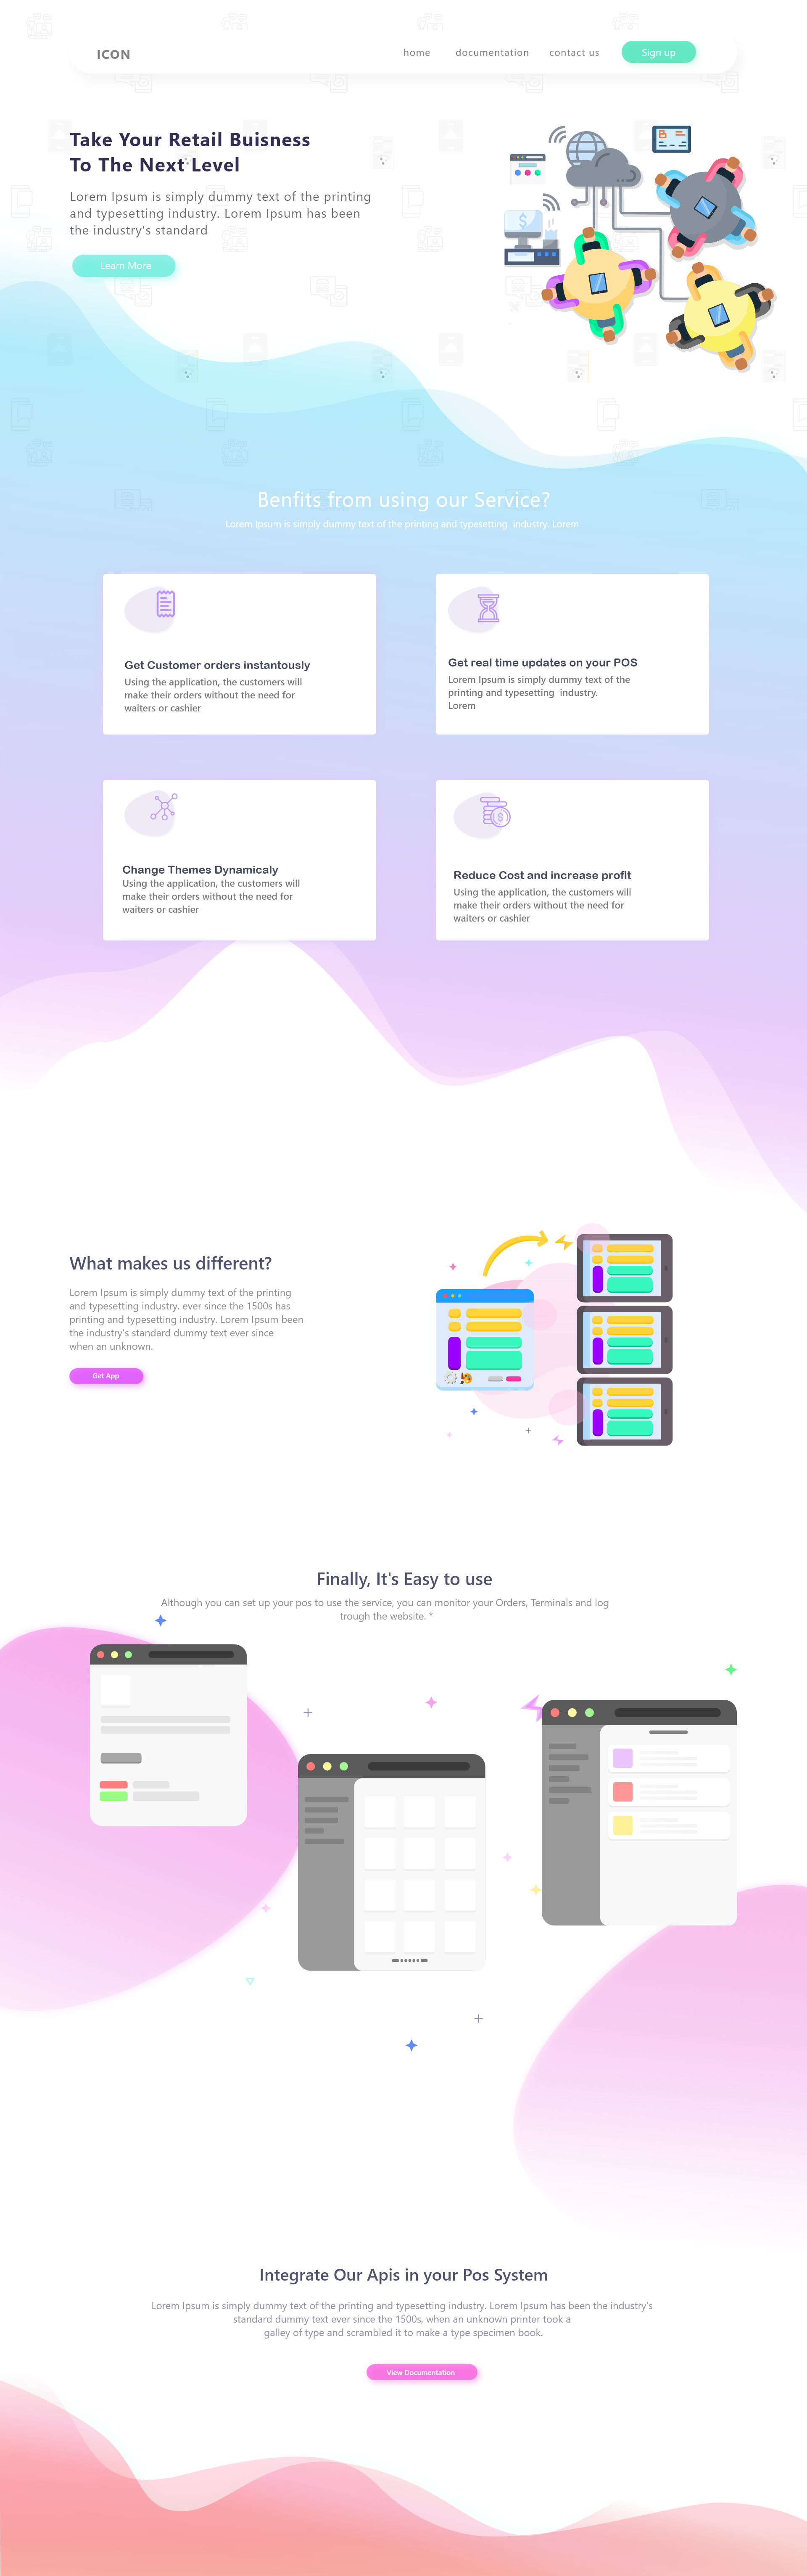 ICON
home
documentation
contact us
Sign up
Take Your Retail Buisness
To The Next Level
Lorem Ipsum is simply dummy text of the printing
and typesetting industry. Lorem Ipsum has been
the industry's standard
Learn More
Benfits from using our Service?
Lorem Ipsum is simply dummy text of the printing and typesetting  industry. Lorem
Get Customer orders instantously
Using the application, the customers will
make their orders without the need for
waiters or cashier
Get real time updates on your POS
Lorem Ipsum is simply dummy text of the
printing and typesetting  industry.
Lorem
Change Themes Dynamicaly
Using the application, the customers will
make their orders without the need for
waiters or cashier
Reduce Cost and increase profit
Using the application, the customers will
make their orders without the need for
waiters or cashier
What makes us different?
Lorem Ipsum is simply dummy text of the printing
and typesetting industry. ever since the 1500s has
printing and typesetting industry. Lorem Ipsum been
the industry's standard dummy text ever since
when an unknown.
Get App
Finally, It's Easy to use
Although you can set up your pos to use the service, you can monitor your Orders, Terminals and log
trough the website. *
Integrate Our Apis in your Pos System
Lorem Ipsum is simply dummy text of the printing and typesetting industry. Lorem Ipsum has been the industry's
standard dummy text ever since the 1500s, when an unknown printer took a
galley of type and scrambled it to make a type specimen book.
View Documentation